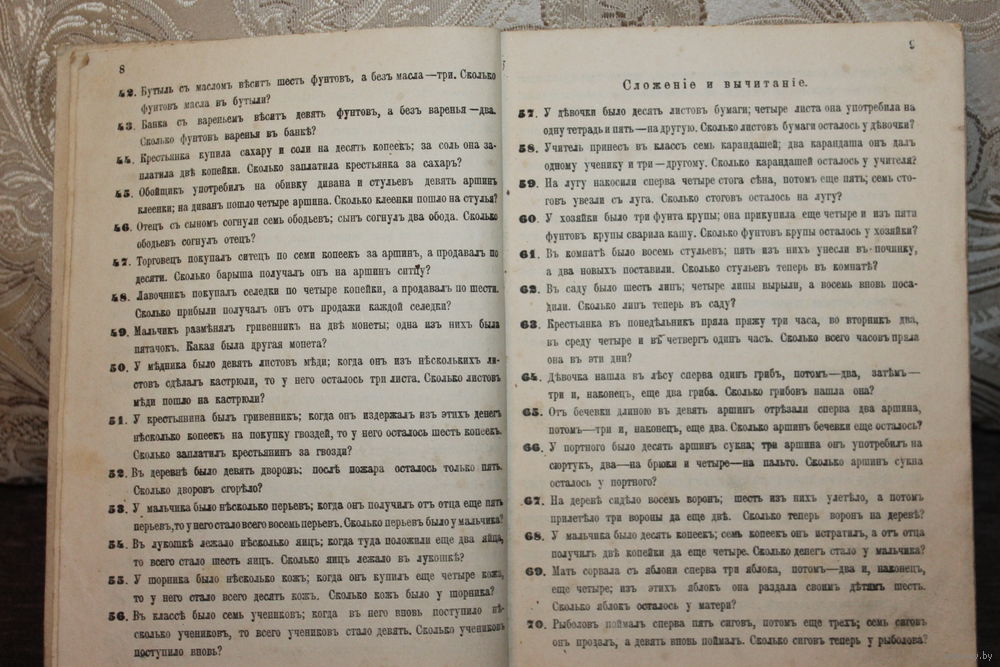 8
42. Бутыль съ масломъ вѣситъ шесть фунтовъ, а безъ масла—три. Сколько
фунтовъ масла въ бутыли?
43. Банка съ вареньемъ вѣситъ девять фунтовъ, а безъ варенья—два.
Сколько фунтовъ варенья въ банкѣ?
44. Крестьянка купила сахару и соли на десять копеекъ; за соль она за-
платила двѣ копейки. Сколько заплатила крестьянка за сахаръ?
45. Обойщикъ употребилъ на обивку дивана и стульевъ девять аршинъ
клеенки; на диванъ пошло четыре аршина. Сколько клеенки пошло на стулья?
46. Отецъ съ сыномъ согнули семь ободьевъ; сынъ согнулъ два обода. Сколько
ободьевъ согнулъ отецъ?
47. Торговецъ покупалъ ситецъ по семи копеекъ за аршинъ, а продавалъ по
десяти. Сколько барыша получалъ онъ на аршинъ ситцу?
48. Лавочникъ покупалъ селедки по четыре копейки, а продавалъ по шести.
Сколько прибыли получалъ онъ отъ продажи каждой селедки?
49. Мальчикъ размѣнялъ гривенникъ на двѣ монеты; одна изъ нихъ была
пятачокъ. Какая была другая монета?
50. У мѣдника было девять листовъ мѣди; когда онъ изъ нѣсколькихъ ли-
стовъ сдѣлалъ кастрюли, то у него осталось три листа. Сколько листовъ
мѣди пошло на кастрюли?
51. У крестьянина былъ гривенникъ; когда онъ издержалъ изъ этихъ денегъ
нѣсколько копеекъ на покупку гвоздей, то у него осталось шесть копеекъ.
Сколько заплатилъ крестьянинъ за гвозди?
52. Въ деревнѣ было девять дворовъ; послѣ пожара осталось только пять.
Сколько дворовъ сгорѣло?
53. У мальчика было нѣсколько перьевъ; когда онъ получилъ отъ отца еще пять
перьевъ, то у него стало всего восемь перьевъ. Сколько перьевъ было у мальчика?
54. Въ лукошкѣ лежало нѣсколько яицъ; когда туда положили еще два яйца,
то всего стало шесть яицъ. Сколько яицъ лежало въ лукошкѣ?
55. У шорника было нѣсколько кожъ; когда онъ купилъ еще четыре кожи,
то у него стало всего десять кожъ. Сколько кожъ было у шорника?
56. Въ классѣ было семь учениковъ; когда въ него вновь поступило нѣ-
сколько учениковъ, то всего учениковъ стало девять. Сколько учениковъ
поступило вновь?
9
Сложеніе и вычитаніе.
57. У дѣвочки было десять листовъ бумаги; четыре листа она употребила на
одну тетрадь и пять—на другую. Сколько листовъ бумаги осталось у дѣвочки?
58. Учитель принесъ въ классъ семь карандашей; два карандаша онъ далъ
одному ученику и три—другому. Сколько карандашей осталось у учителя?
59. На лугу накосили сперва четыре стога сѣна, потомъ еще пять; семь сто-
говъ увезли съ луга. Сколько стоговъ осталось на лугу?
60. У хозяйки было три фунта крупы; она прикупила еще четыре и изъ пяти
фунтовъ крупы сварила кашу. Сколько фунтовъ крупы осталось у хозяйки?
61. Въ комнатѣ было восемь стульевъ; пять изъ нихъ унесли въ починку,
а два новыхъ поставили. Сколько стульевъ теперь въ комнатѣ?
62. Въ саду было шесть липъ; четыре липы вырыли, а восемь вновь поса-
дили. Сколько липъ теперь въ саду?
63. Крестьянка въ понедѣльникъ пряла пряжу три часа, во вторникъ два,
въ среду четыре и въ четвергъ одинъ часъ. Сколько всего часовъ пряла
она въ эти дни?
64. Дѣвочка нашла въ лѣсу сперва одинъ грибъ, потомъ—два, затѣмъ—
три и, наконецъ, еще два гриба. Сколько грибовъ нашла она?
65. Отъ бечевки длиною въ девять аршинъ отрѣзали сперва два аршина,
потомъ—три и, наконецъ, еще два. Сколько аршинъ бечевки еще осталось?
66. У портного было десять аршинъ сукна; три аршина онъ употребилъ на
сюртукъ, два—на брюки и четыре—на пальто. Сколько аршинъ сукна
осталось у портного?
67. На деревѣ сидѣло восемь воронъ; шесть изъ нихъ улетѣло, а потомъ
прилетѣло три вороны да еще двѣ. Сколько теперь воронъ на деревѣ?
68. У мальчика было десять копеекъ; семь копеекъ онъ истратилъ, а отъ отца
получилъ двѣ копейки да еще четыре. Сколько денегъ стало у мальчика?
69. Мать сорвала съ яблони сперва три яблока, потомъ—два и, наконецъ,
еще четыре; изъ этихъ яблокъ она раздала своимъ дѣтямъ шесть.
Сколько яблокъ осталось у матери?
70. Рыболовъ поймалъ сперва пять сиговъ, потомъ еще трехъ; семь сиговъ
онъ продалъ, а девять вновь поймалъ. Сколько сиговъ теперь у рыболова?